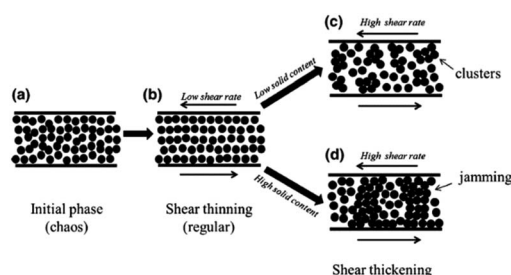 (a)
Initial phase
(chaos)
(b)
Low shear rate
Shear thinning
(regular)
Low solid content
High solid content
(c)
High shear rate
clusters
(d)
High shear rate
jamming
Shear thickening